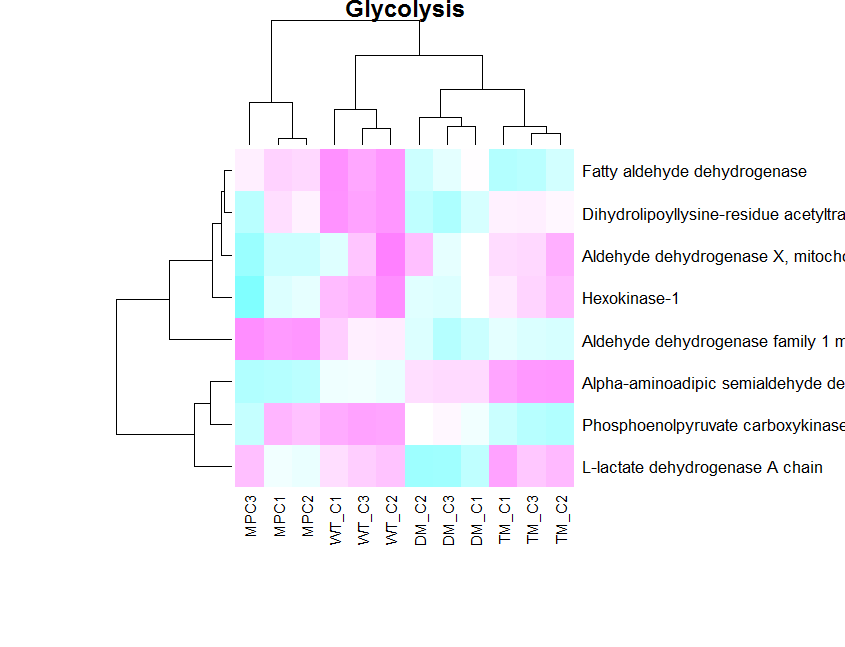 Glycolysis
Fatty aldehyde dehydrogenase
Dihydrolipoyllysine-residue acetyltra
Aldehyde dehydrogenase X, mitocho
Hexokinase-1
Aldehyde dehydrogenase family 1 m
Alpha-aminoadipic semialdehyde de
Phosphoenolpyruvate carboxykinase
L-lactate dehydrogenase A chain
MPC3 MPC1 MPC2 WT_C1 WT_C3 WT_C2 DM_C2 DM_C3 DM_C1 TM_C1 TM_C3 TM_C2